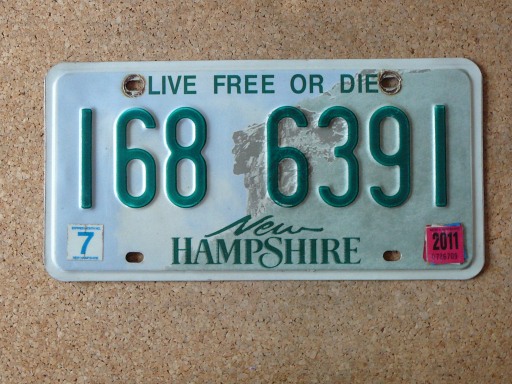 LIVE FREE OR DIE
168 6391
7
2011
New
HAMPSHIRE